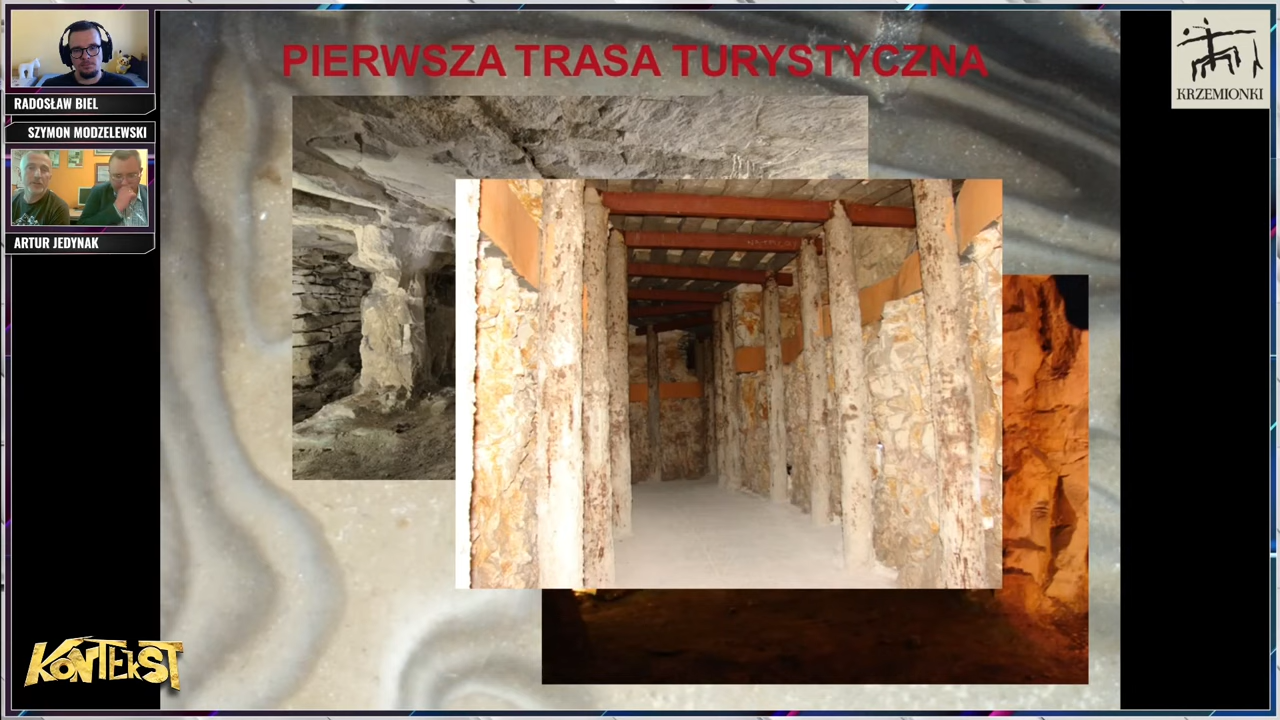 PIERWSZA TRASA TURYSTYCZNA
RADOSŁAW BIEL
SZYMON MODZELEWSKI
ARTUR JEDYNAK
KRZEMIONKI
KONTEKST